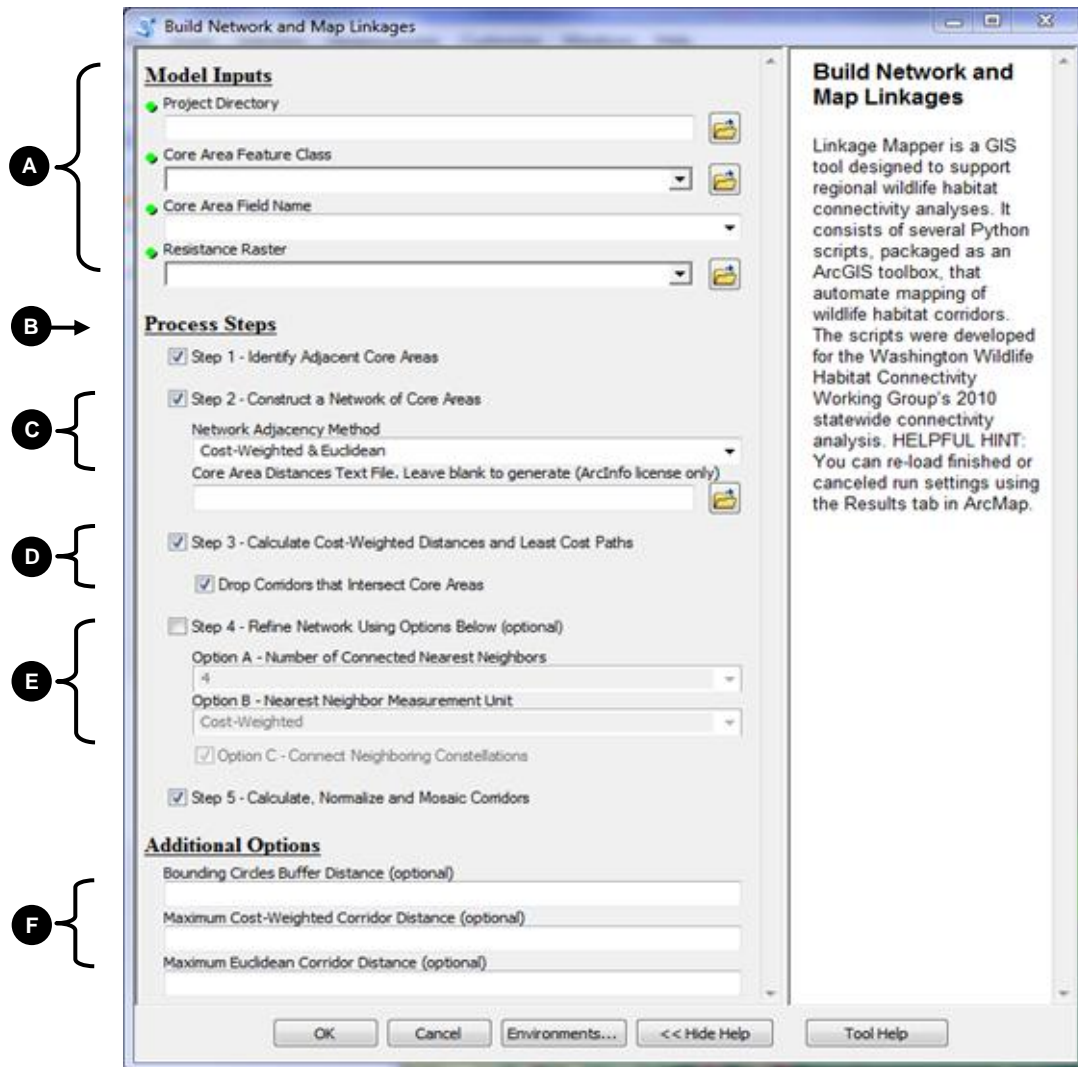 Build Network and Map Linkages
A
Model Inputs
Project Directory
Core Area Feature Class
Core Area Field Name
Resistance Raster
B
Process Steps
Step 1 - Identify Adjacent Core Areas
C
Step 2 - Construct a Network of Core Areas
Network Adjacency Method
Cost-Weighted & Euclidean
Core Area Distances Text File. Leave blank to generate (ArcInfo license only)
D
Step 3 - Calculate Cost-Weighted Distances and Least Cost Paths
Drop Corridors that Intersect Core Areas
E
Step 4 - Refine Network Using Options Below (optional)
Option A - Number of Connected Nearest Neighbors
4
Option B - Nearest Neighbor Measurement Unit
Cost-Weighted
Option C - Connect Neighboring Constellations
Step 5 - Calculate, Normalize and Mosaic Corridors
Additional Options
F
Bounding Circles Buffer Distance (optional)
Maximum Cost-Weighted Corridor Distance (optional)
Maximum Euclidean Corridor Distance (optional)
Build Network and
Map Linkages
Linkage Mapper is a GIS
tool designed to support
regional wildlife habitat
connectivity analyses. It
consists of several Python
scripts, packaged as an
ArcGIS toolbox, that
automate mapping of
wildlife habitat corridors.
The scripts were developed
for the Washington Wildlife
Habitat Connectivity
Working Group's 2010
statewide connectivity
analysis. HELPFUL HINT:
You can re-load finished or
canceled run settings using
the Results tab in ArcMap.
OK
Cancel
Environments...
<< Hide Help
Tool Help